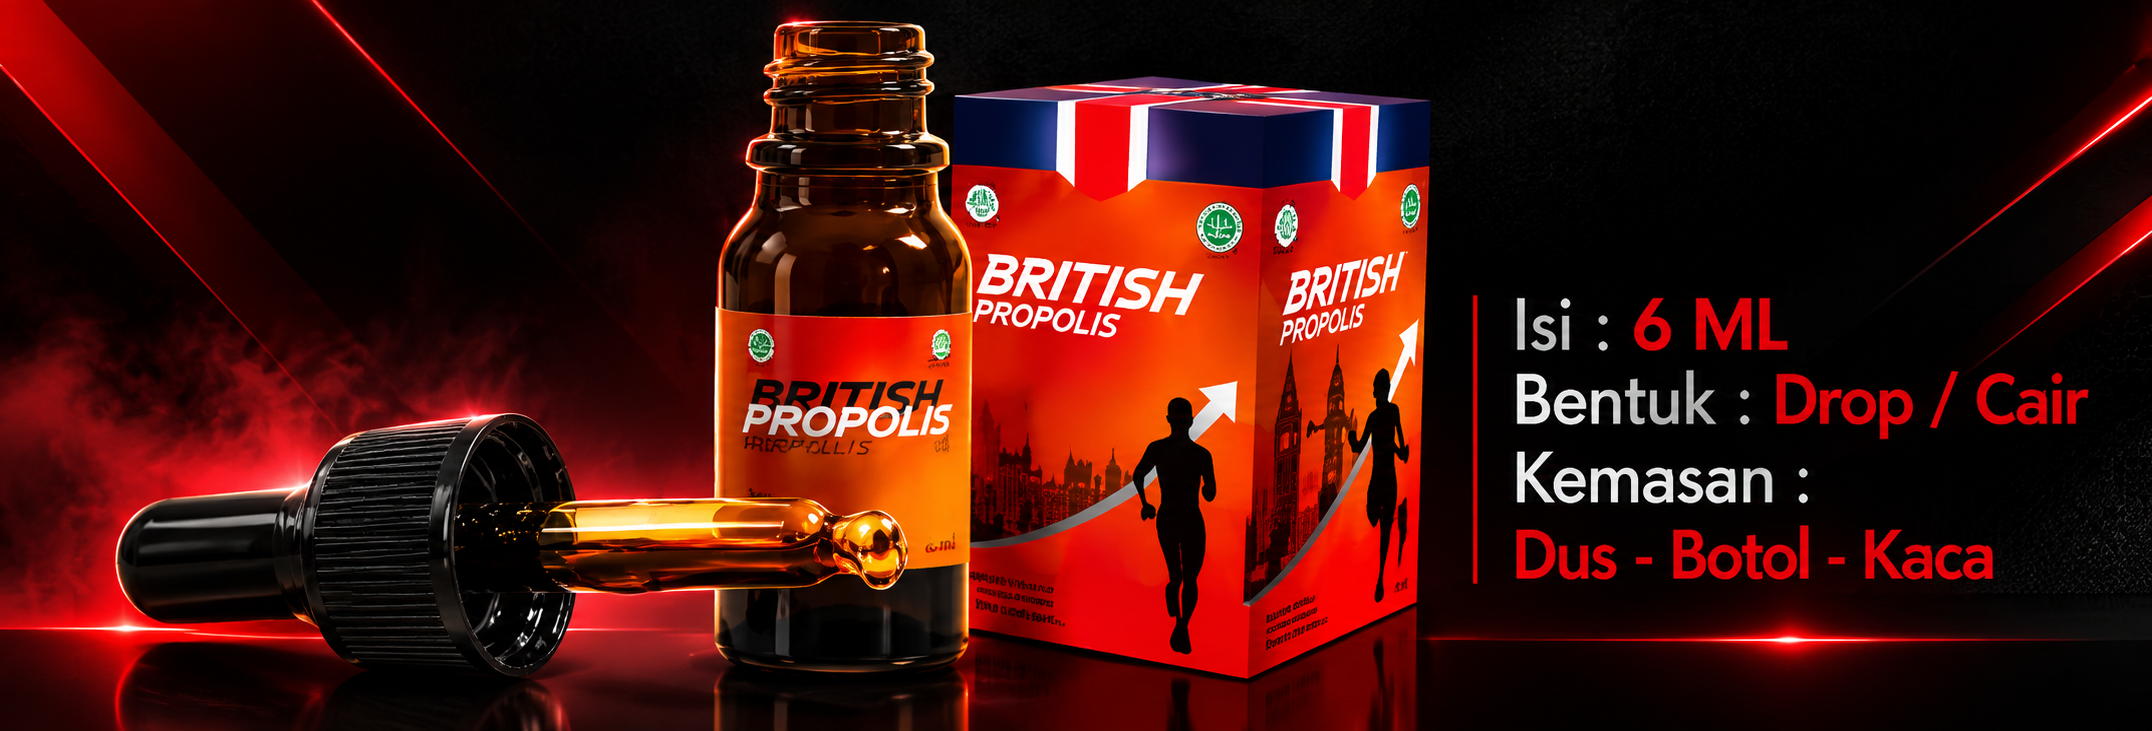 BRITISH
PROPOLIS
BRITISH
PROPOLIS
BRITISH
PROPOLIS
Isi : 6 ML
Bentuk : Drop / Cair
Kemasan :
Dus - Botol - Kaca